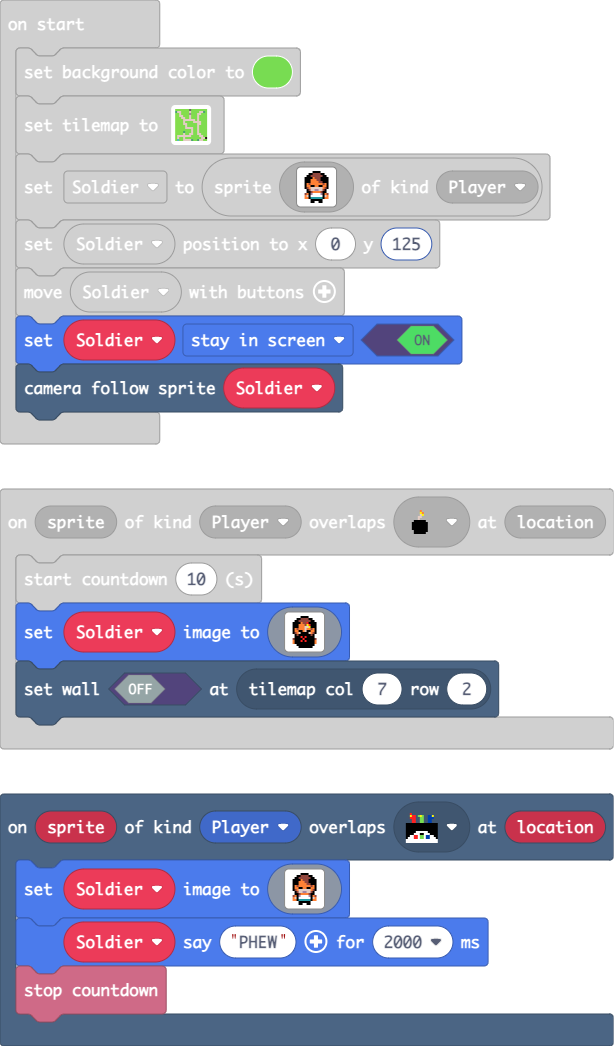 on start
set background color to
set tilemap to
set Soldier to sprite of kind Player
set Soldier position to x 0 y 125
move Soldier with buttons
set Soldier stay in screen ON
camera follow sprite Soldier
on sprite of kind Player overlaps at location
start countdown 10 (s)
set Soldier image to
set wall OFF at tilemap col 7 row 2
on sprite of kind Player overlaps at location
set Soldier image to
Soldier say "PHEW" for 2000 ms
stop countdown